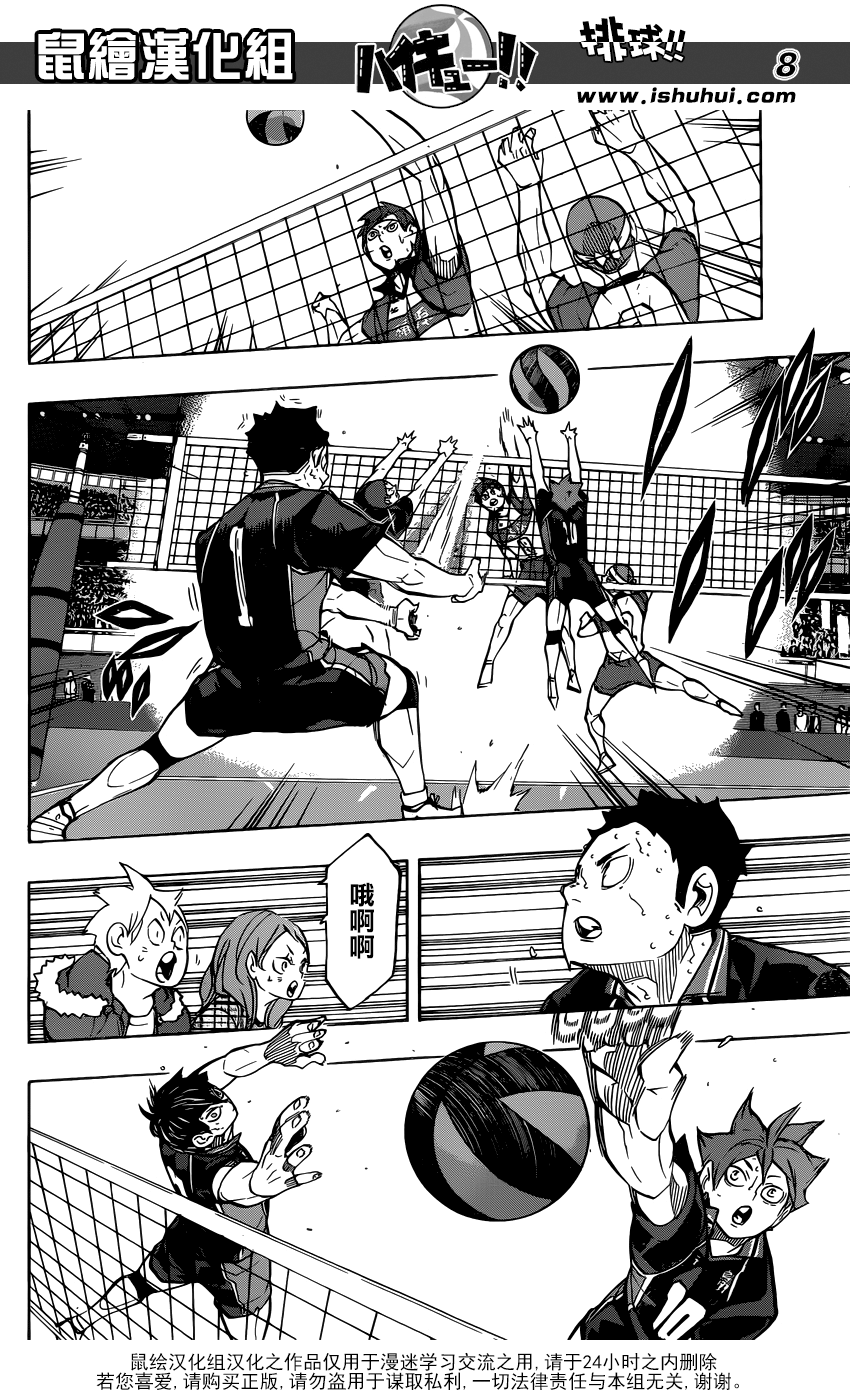 鼠繪漢化組
ハイキュー!!
排球!!
8
www.ishuhui.com
1
10
哦啊啊
10
鼠绘汉化组汉化之作品仅用于漫迷学习交流之用,请于24小时之内删除
若您喜爱,请购买正版,请勿盗用于谋取私利,一切法律责任与本组无关,谢谢。